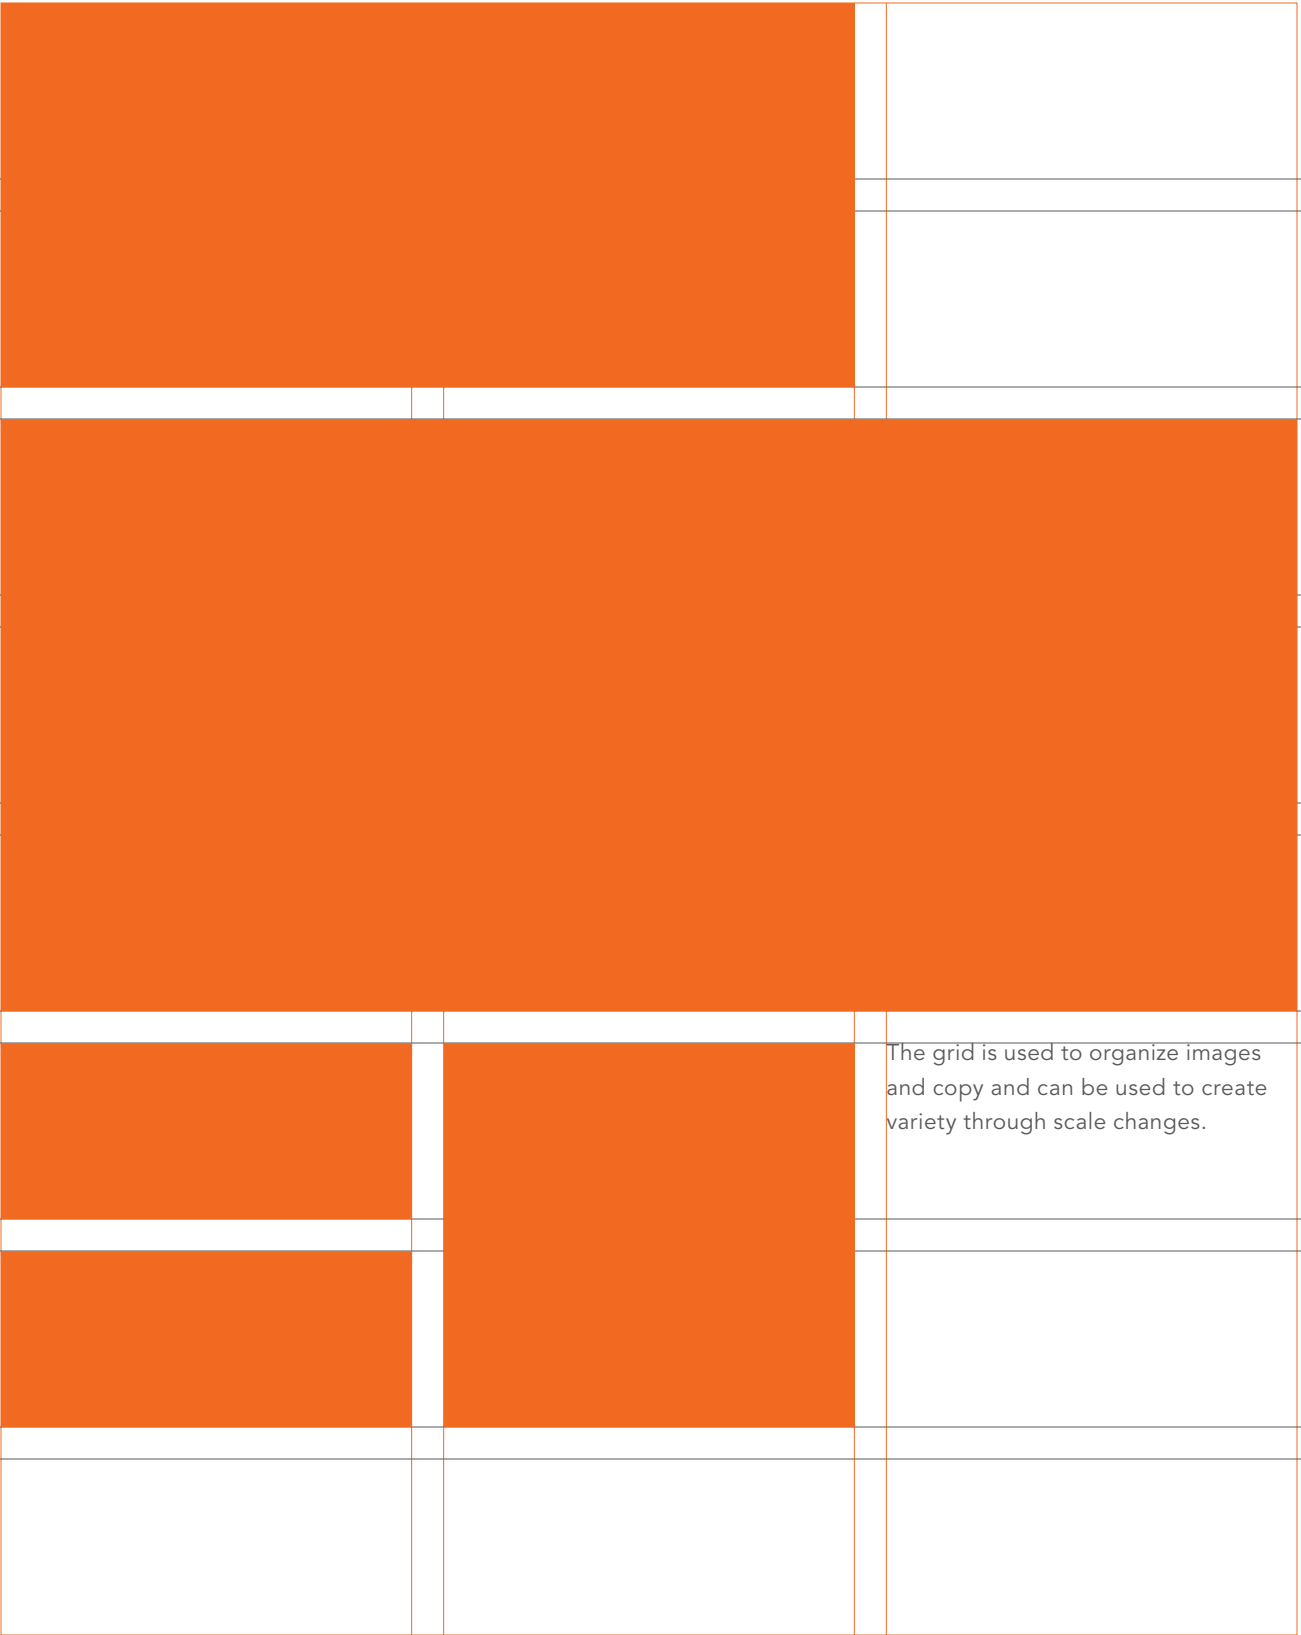 The grid is used to organize images
and copy and can be used to create
variety through scale changes.